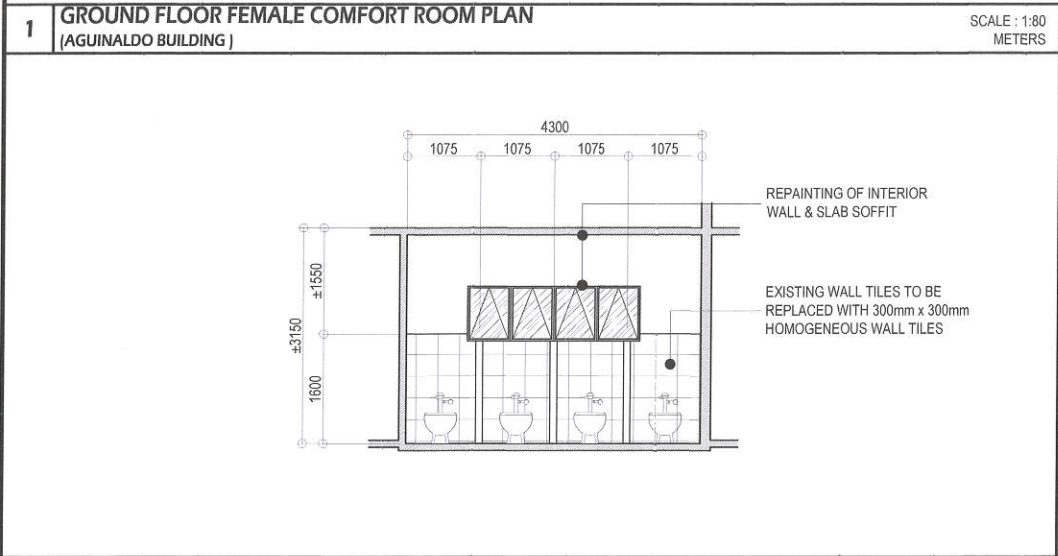 1
GROUND FLOOR FEMALE COMFORT ROOM PLAN
(AGUINALDO BUILDING )
SCALE : 1:80
METERS
4300
1075 1075 1075 1075
REPAINTING OF INTERIOR
WALL & SLAB SOFFIT
±1550
±3150
1600
EXISTING WALL TILES TO BE
REPLACED WITH 300mm x 300mm
HOMOGENEOUS WALL TILES